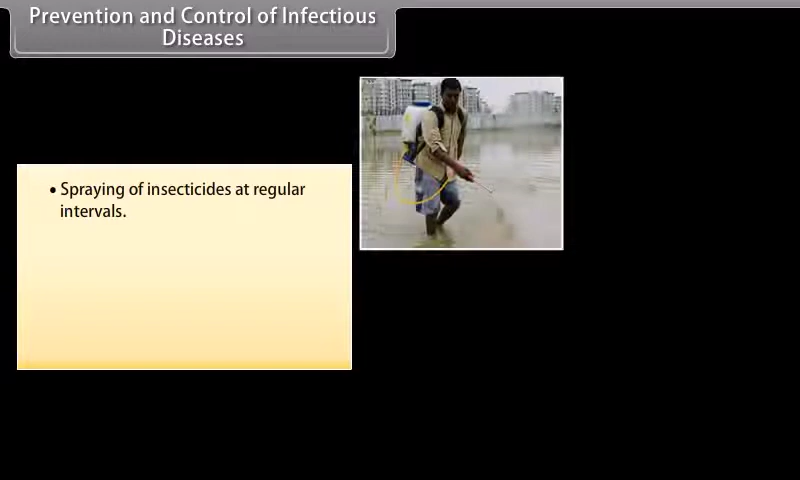 Prevention and Control of Infectious
Diseases
• Spraying of insecticides at regular
intervals.